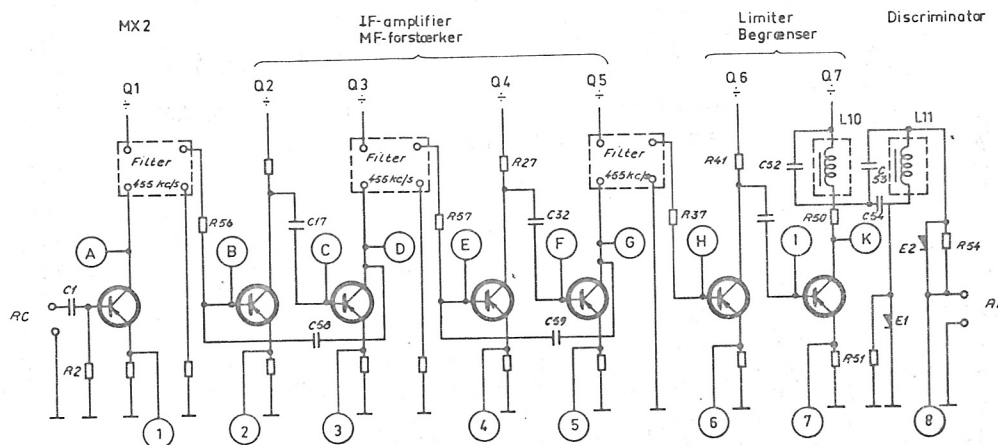 MX2
IF-amplifier
MF-forstærker
Limiter
Begrænser
Discriminator
Q1
Q2
Q3
Q4
Q5
Q6
Q7
÷
÷
÷
÷
÷
÷
÷
L10
L11
Filter
455 kc/s
Filter
455 kc/s
Filter
455 kc/s
R27
R41
C52
C53
C54
R56
C17
R57
C32
R37
R50
A
B
C
D
E
F
G
H
I
K
E2
R54
RC
C1
C58
C59
E1
R2
R51
1
2
3
4
5
6
7
8